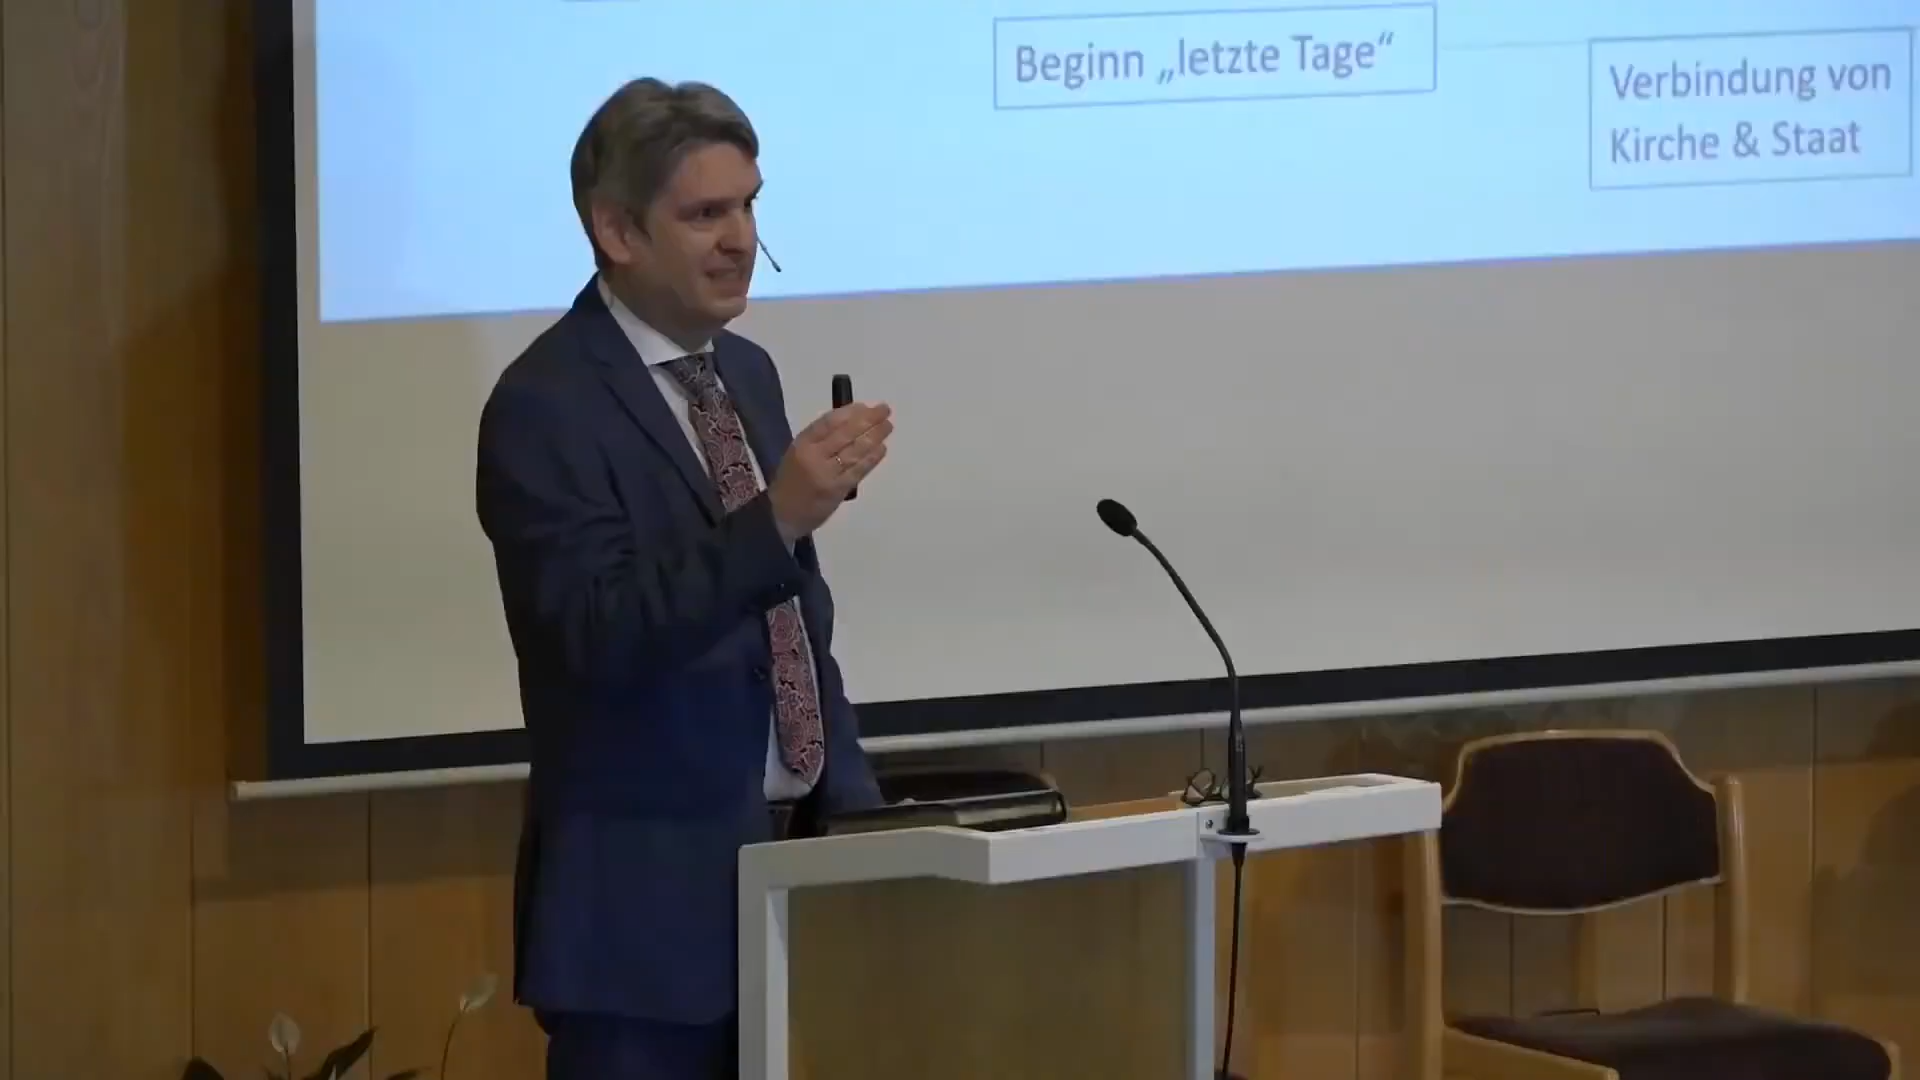 Beginn „letzte Tage“
Verbindung von
Kirche & Staat